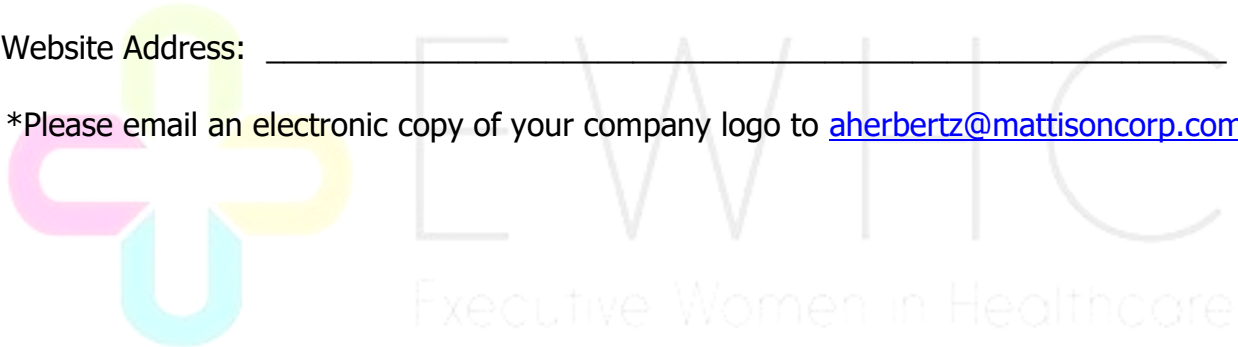 Website Address: ______________________________________________________
*Please email an electronic copy of your company logo to aherbertz@mattisoncorp.com
EWHC
Executive Women in Healthcare